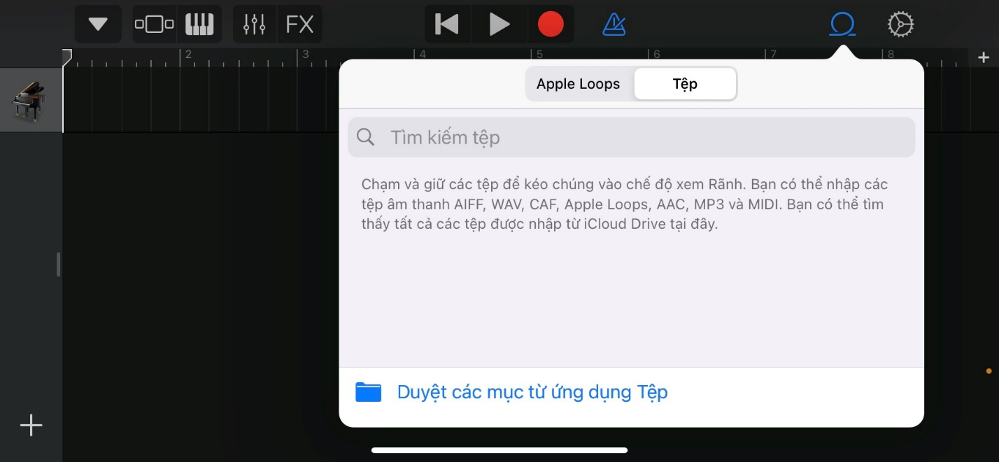 FX
2
3
4
5
6
7
8
+
Apple Loops
Tệp
Tìm kiếm tệp
Chạm và giữ các tệp để kéo chúng vào chế độ xem Rãnh. Bạn có thể nhập các
tệp âm thanh AIFF, WAV, CAF, Apple Loops, AAC, MP3 và MIDI. Bạn có thể tìm
thấy tất cả các tệp được nhập từ iCloud Drive tại đây.
Duyệt các mục từ ứng dụng Tệp